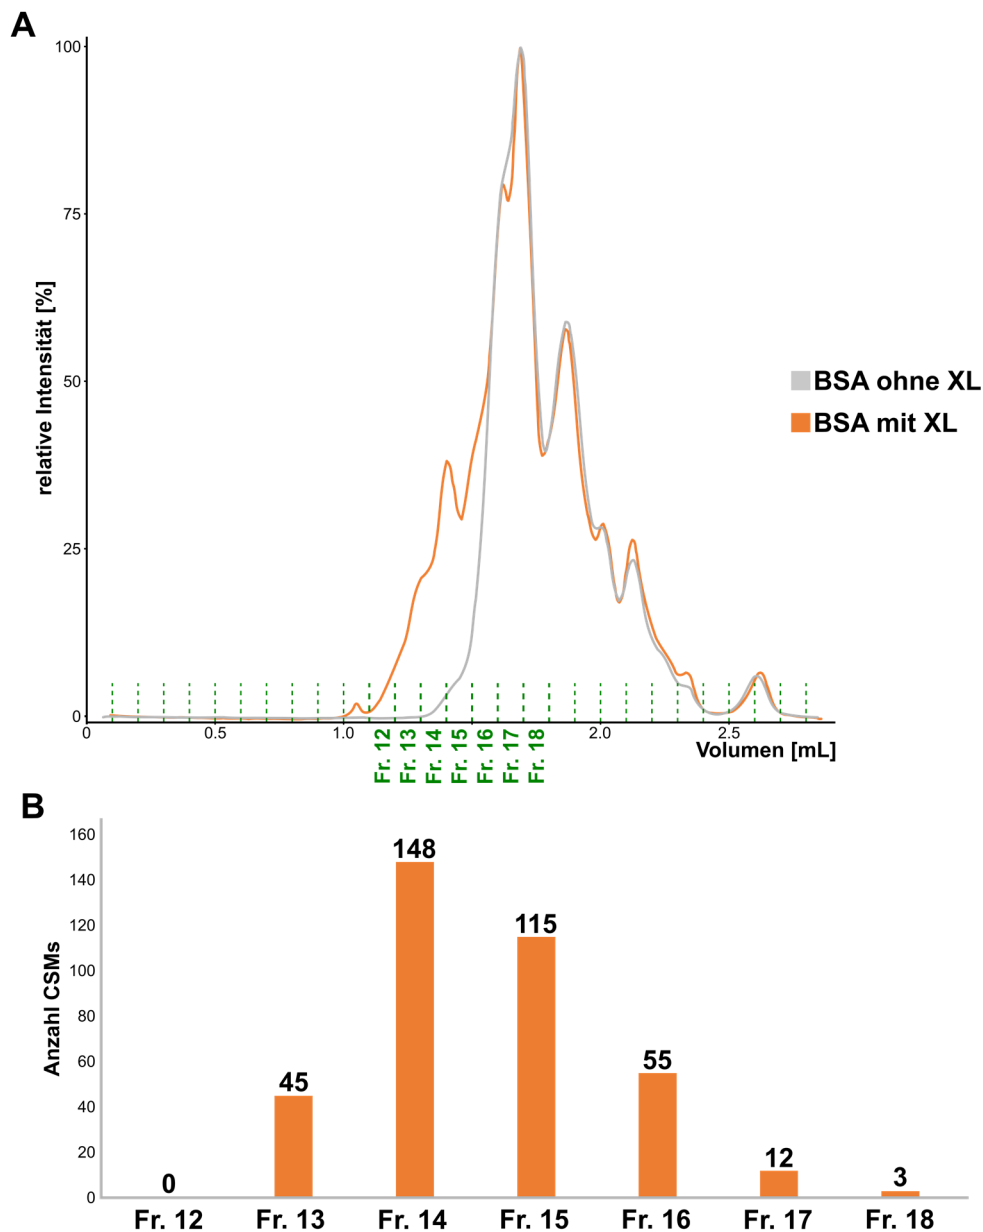 A
relative Intensität [%]
100
75
50
25
0
0
0.5
1.0
2.0
2.5
Volumen [mL]
Fr. 12
Fr. 13
Fr. 14
Fr. 15
Fr. 16
Fr. 17
Fr. 18
BSA ohne XL
BSA mit XL
B
Anzahl CSMs
160
140
120
100
80
60
40
20
0
0
45
148
115
55
12
3
Fr. 12
Fr. 13
Fr. 14
Fr. 15
Fr. 16
Fr. 17
Fr. 18